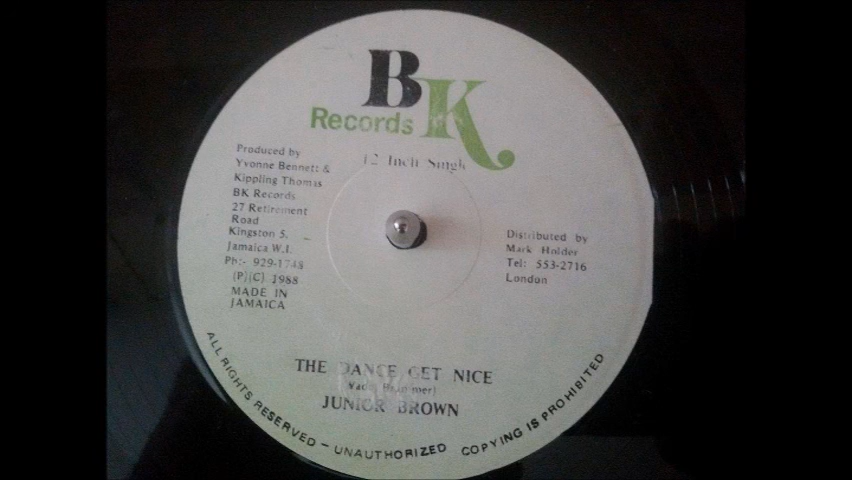 BK
Records
12 Inch Single
Produced by
Yvonne Bennett &
Kippling Thomas
BK Records
27 Retirement
Road
Kingston 5,
Jamaica W.I.
Ph:- 929-1748
(P)(C) 1988
MADE IN
JAMAICA
Distributed by
Mark Holder
Tel: 553-2716
London
THE DANCE GET NICE
JUNIOR BROWN
ALL RIGHTS RESERVED – UNAUTHORIZED COPYING IS PROHIBITED